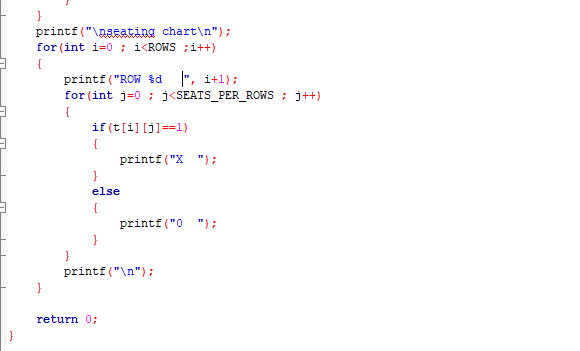 }
}
printf("\nseating chart\n");
for(int i=0 ; i<ROWS ;i++)
{
printf("ROW %d   ", i+1);
for(int j=0 ; j<SEATS_PER_ROWS ; j++)
{
if(t[i][j]==1)
{
printf("X  ");
}
else
{
printf("0  ");
}
}
printf("\n");
}
return 0;
}